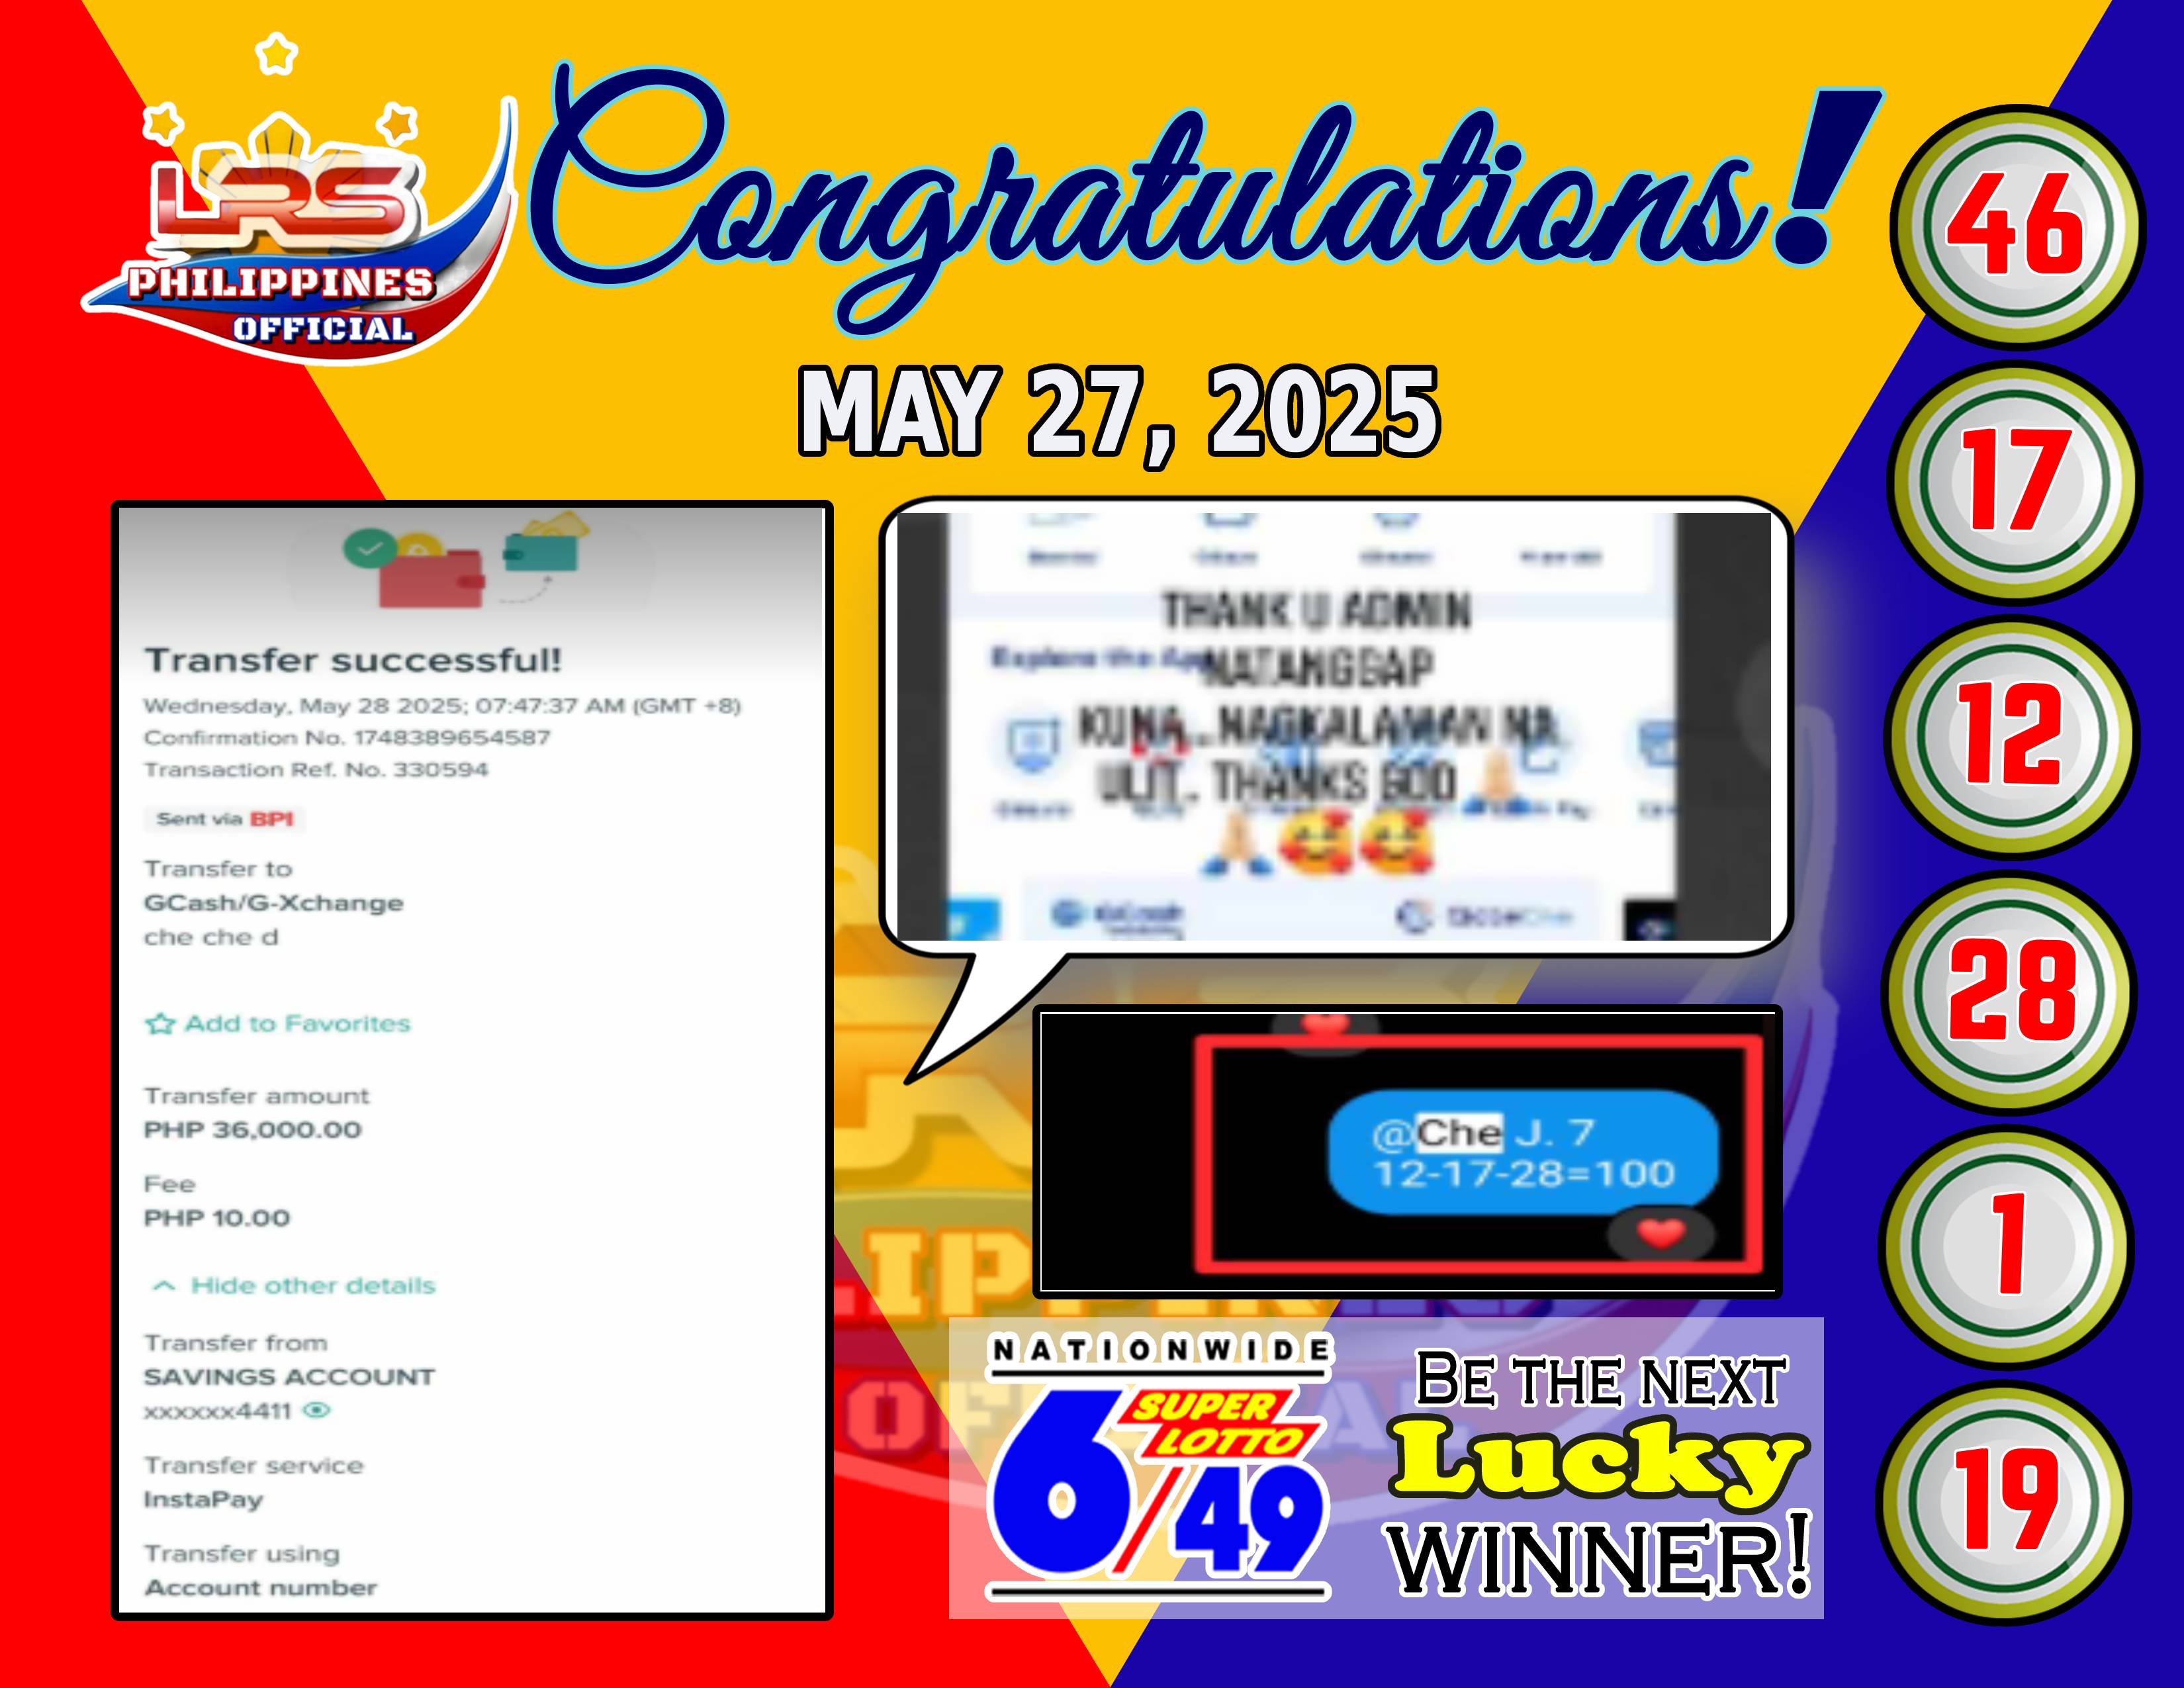 LRS
PHILIPPINES
OFFICIAL
Congratulations!
MAY 27, 2025
Transfer successful!
Wednesday, May 28 2025; 07:47:37 AM (GMT +8)
Confirmation No. 1748389654587
Transaction Ref. No. 330594
Sent via BPI
Transfer to
GCash/G-Xchange
che che d
Add to Favorites
Transfer amount
PHP 36,000.00
Fee
PHP 10.00
Hide other details
Transfer from
SAVINGS ACCOUNT
xxxxxx4411
Transfer service
InstaPay
Transfer using
Account number
THANK U ADMIN
Explore the
NATANGGAP
KUNA..NAGKALAMAN NA
ULIT. THANKS GOD 🙏🏼
🙏🏼🥰🥰
@Che J. 7
12-17-28=100
NATIONWIDE
SUPER
LOTTO
6/49
BE THE NEXT
Lucky
WINNER!
46
17
12
28
1
19